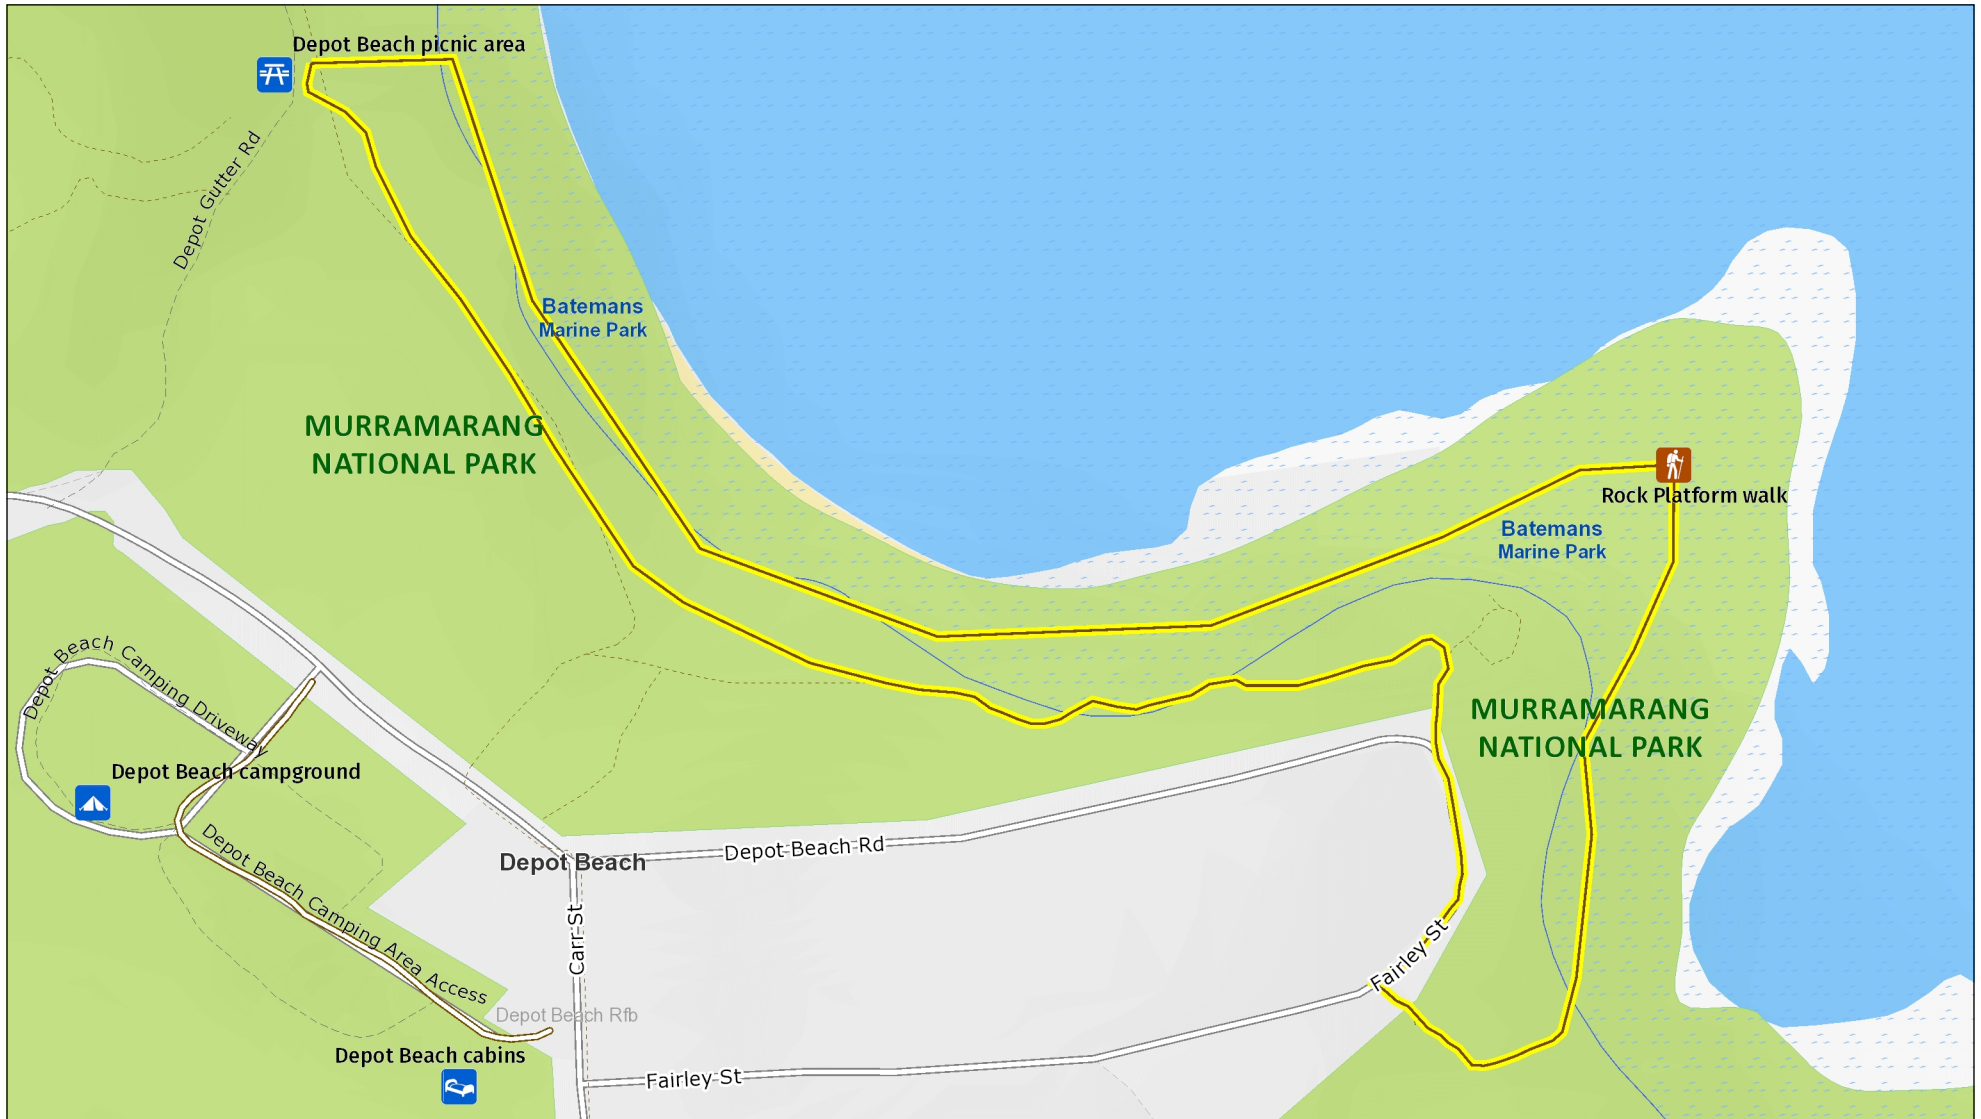 Depot Beach picnic area
Depot Gutter Rd
Batemans
Marine Park
MURRAMARANG
NATIONAL PARK
Rock Platform walk
Batemans
Marine Park
MURRAMARANG
NATIONAL PARK
Depot Beach Camping Driveway
Depot Beach campground
Depot Beach Camping Area Access
Depot Beach
Depot Beach Rd
Carr St
Fairley St
Depot Beach Rfb
Depot Beach cabins
Fairley St